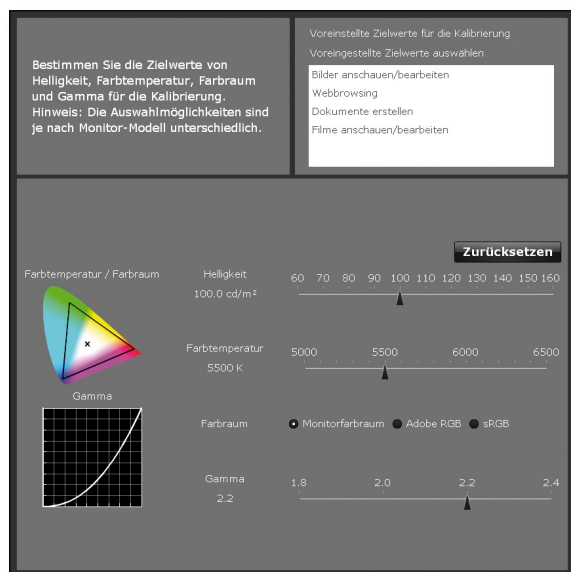 Bestimmen Sie die Zielwerte von
Helligkeit, Farbtemperatur, Farbraum
und Gamma für die Kalibrierung.
Hinweis: Die Auswahlmöglichkeiten sind
je nach Monitor-Modell unterschiedlich.
Voreinstellte Zielwerte für die Kalibrierung
Voreingestellte Zielwerte auswählen
Bilder anschauen/bearbeiten
Webbrowsing
Dokumente erstellen
Filme anschauen/bearbeiten
Zurücksetzen
Farbtemperatur / Farbraum
Helligkeit
60 70 80 90 100 110 120 130 140 150 160
100.0 cd/m²
Farbtemperatur
5000 5500 6000 6500
5500 K
Gamma
Farbraum
Monitorfarbraum Adobe RGB sRGB
Gamma
1.8 2.0 2.2 2.4
2.2